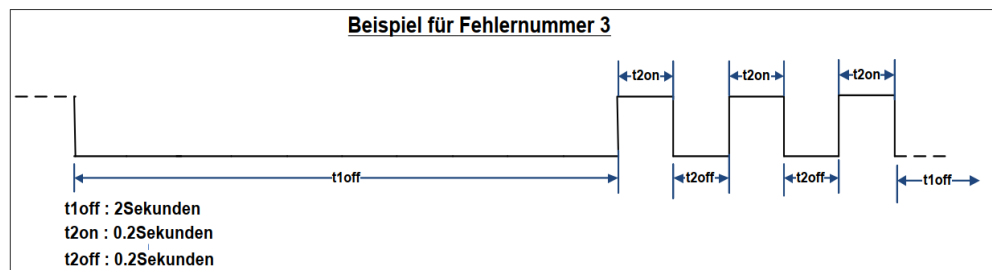 Beispiel für Fehlernummer 3
t2on
t2on
t2on
t1off
t2off
t2off
t1off
t1off : 2Sekunden
t2on : 0.2Sekunden
t2off : 0.2Sekunden